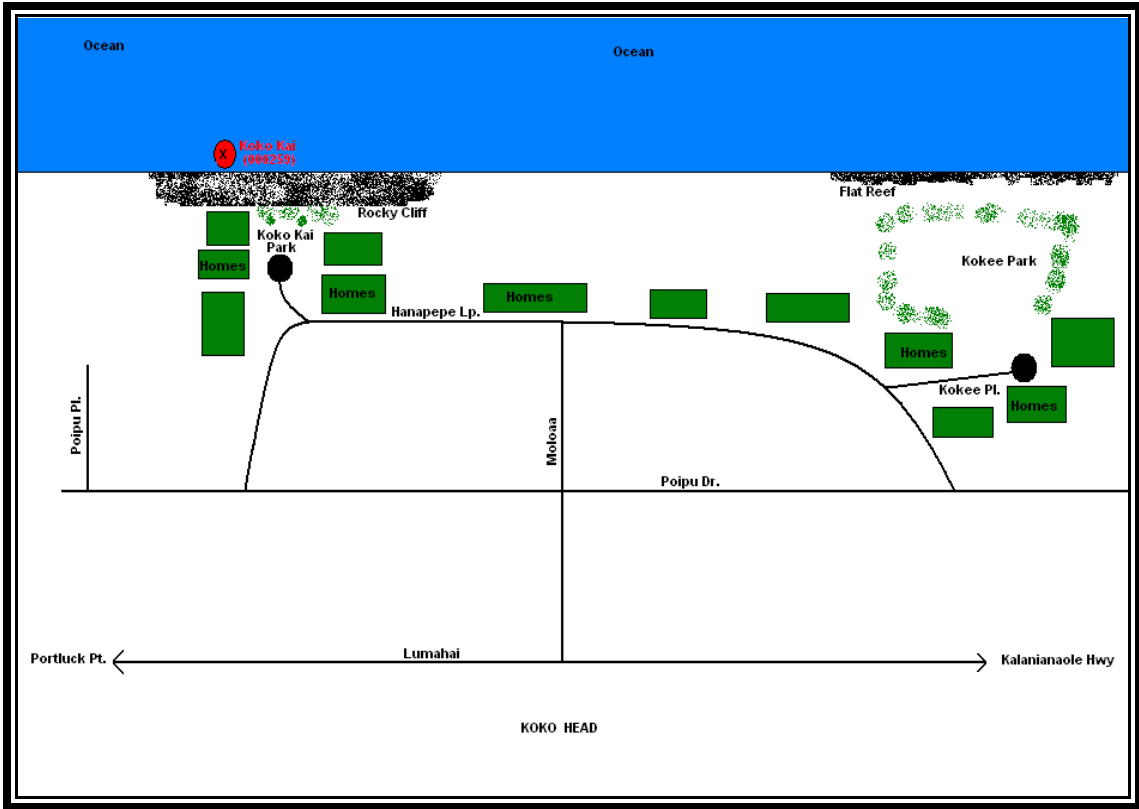 Ocean
Ocean
X
Koko Kai
(000259)
Flat Reef
Rocky Cliff
Koko Kai
Park
Kokee Park
Homes
Homes
Homes
Hanapepe Lp.
Homes
Kokee Pl.
Homes
Poipu Pl.
Moloaa
Poipu Dr.
Lumahai
Portluck Pt.
Kalanianaole Hwy
KOKO HEAD